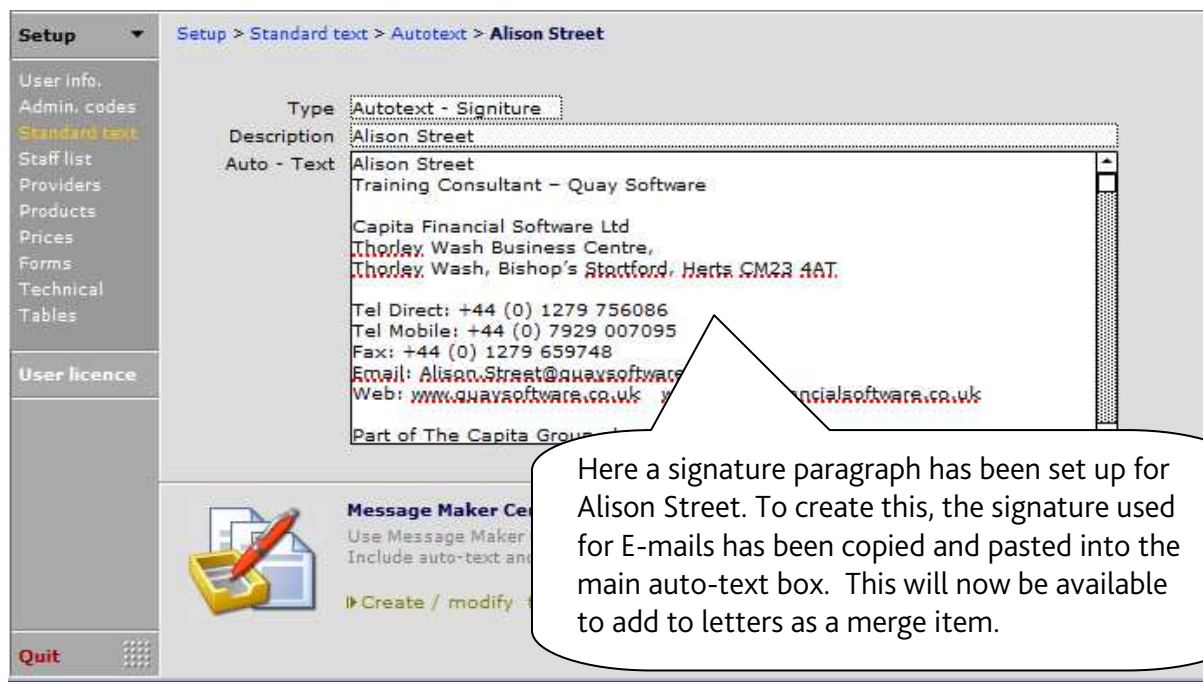 Setup
Setup > Standard text > Autotext > Alison Street
User info.
Admin. codes
Standard text
Staff list
Providers
Products
Prices
Forms
Technical
Tables
User licence
Quit
Type Autotext - Signiture
Description Alison Street
Auto - Text Alison Street
Training Consultant – Quay Software
Capita Financial Software Ltd
Thorley Wash Business Centre,
Thorley Wash, Bishop's Stortford, Herts CM23 4AT
Tel Direct: +44 (0) 1279 756086
Tel Mobile: +44 (0) 7929 007095
Fax: +44 (0) 1279 659748
Email: Alison.Street@quaysoftware
Web: www.quaysoftware.co.uk ncialsoftware.co.uk
Part of The Capita Group
Message Maker
Use Message Maker
Include auto-text and
Create / modify
Here a signature paragraph has been set up for
Alison Street. To create this, the signature used
for E-mails has been copied and pasted into the
main auto-text box. This will now be available
to add to letters as a merge item.